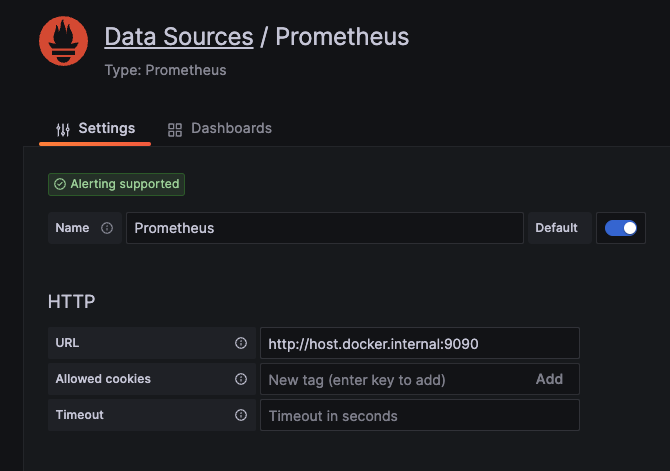 Data Sources / Prometheus
Type: Prometheus
Settings Dashboards
Alerting supported
Name Prometheus Default
HTTP
URL http://host.docker.internal:9090
Allowed cookies New tag (enter key to add) Add
Timeout Timeout in seconds